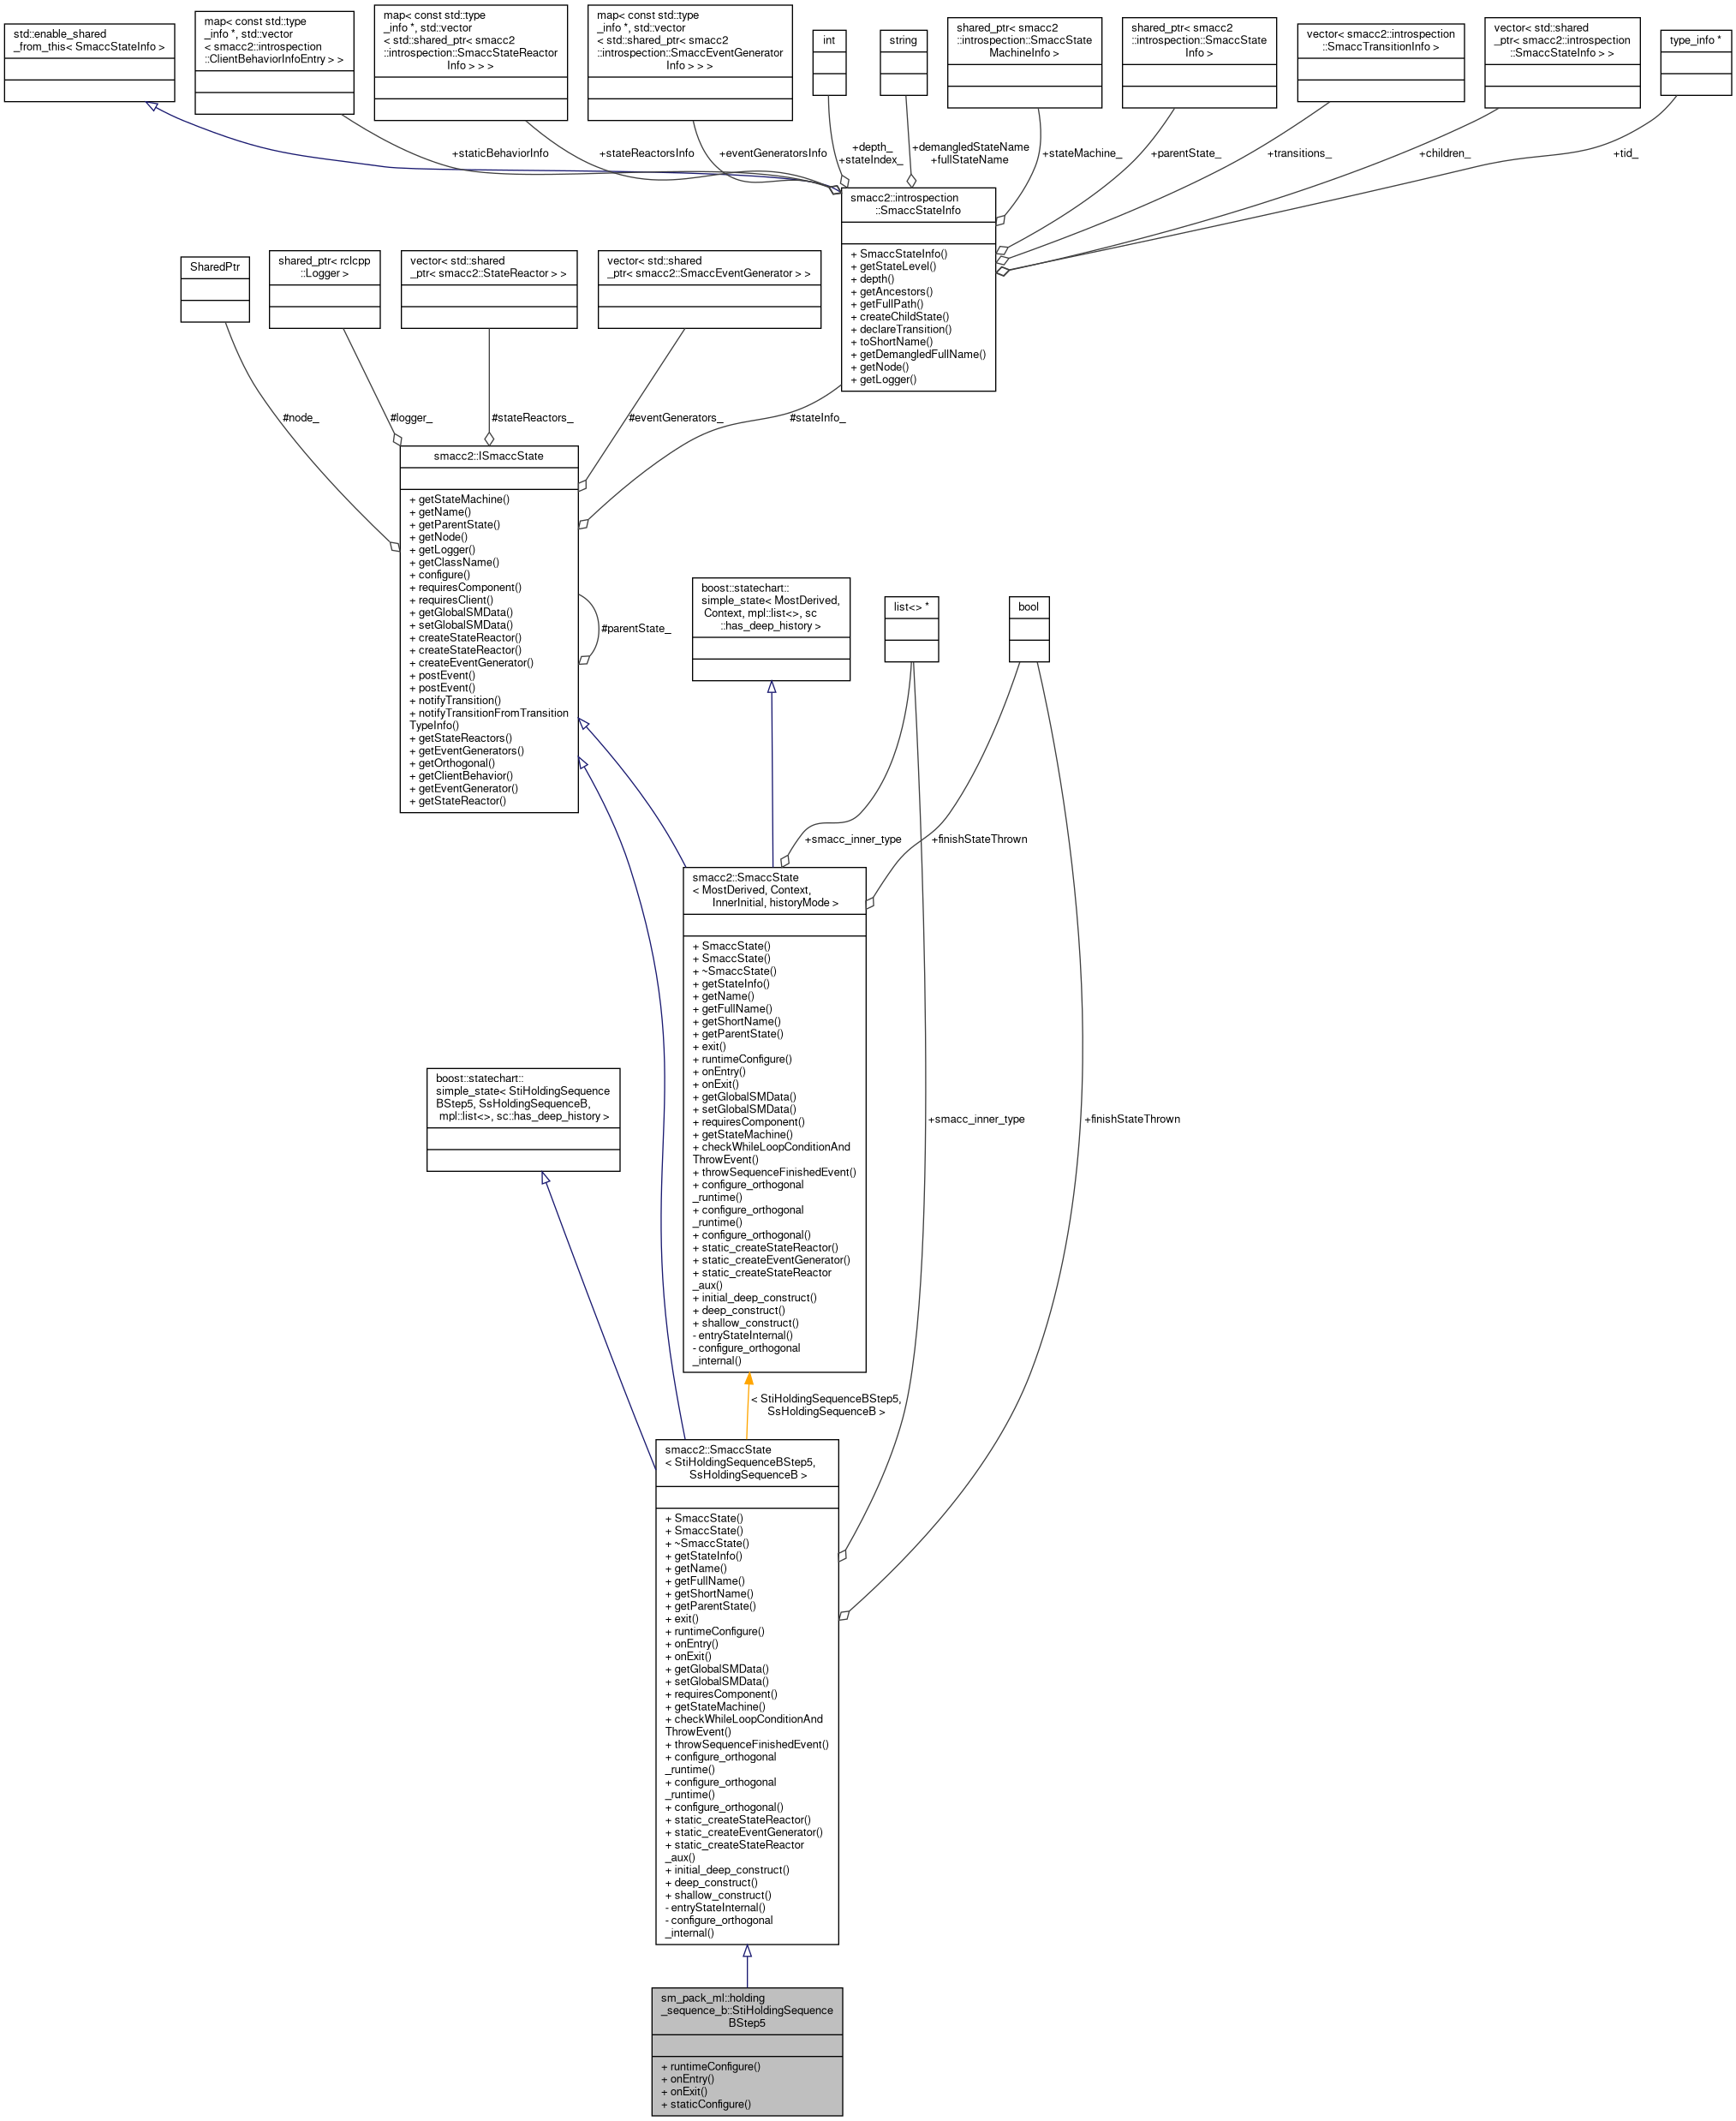 std::enable_shared
_from_this< SmaccStateInfo >
map< const std::type
_info *, std::vector
< smacc2::introspection
::ClientBehaviorInfoEntry > >
map< const std::type
_info *, std::vector
< std::shared_ptr< smacc2
::introspection::SmaccStateReactor
Info > > >
map< const std::type
_info *, std::vector
< std::shared_ptr< smacc2
::introspection::SmaccEventGenerator
Info > > >
int
string
shared_ptr< smacc2
::introspection::SmaccState
MachineInfo >
shared_ptr< smacc2
::introspection::SmaccState
Info >
vector< smacc2::introspection
::SmaccTransitionInfo >
vector< std::shared
_ptr< smacc2::introspection
::SmaccStateInfo > >
type_info *
+staticBehaviorInfo
+stateReactorsInfo
+eventGeneratorsInfo
+depth_
+stateIndex_
+demangledStateName
+fullStateName
+stateMachine_
+parentState_
+transitions_
+children_
+tid_
smacc2::introspection
::SmaccStateInfo
+ SmaccStateInfo()
+ getStateLevel()
+ depth()
+ getAncestors()
+ getFullPath()
+ createChildState()
+ declareTransition()
+ toShortName()
+ getDemangledFullName()
+ getNode()
+ getLogger()
SharedPtr
shared_ptr< rclcpp
::Logger >
vector< std::shared
_ptr< smacc2::StateReactor > >
vector< std::shared
_ptr< smacc2::SmaccEventGenerator > >
#node_
#logger_
#stateReactors_
#eventGenerators_
#stateInfo_
smacc2::ISmaccState
+ getStateMachine()
+ getName()
+ getParentState()
+ getNode()
+ getLogger()
+ getClassName()
+ configure()
+ requiresComponent()
+ requiresClient()
+ getGlobalSMData()
+ setGlobalSMData()
+ createStateReactor()
+ createStateReactor()
+ createEventGenerator()
+ postEvent()
+ postEvent()
+ notifyTransition()
+ notifyTransitionFromTransition
TypeInfo()
+ getStateReactors()
+ getEventGenerators()
+ getOrthogonal()
+ getClientBehavior()
+ getEventGenerator()
+ getStateReactor()
#parentState_
boost::statechart::
simple_state< MostDerived,
Context, mpl::list<>, sc
::has_deep_history >
list<> *
bool
+smacc_inner_type
+finishStateThrown
smacc2::SmaccState
< MostDerived, Context,
InnerInitial, historyMode >
+ SmaccState()
+ SmaccState()
+ ~SmaccState()
+ getStateInfo()
+ getName()
+ getFullName()
+ getShortName()
+ getParentState()
+ exit()
+ runtimeConfigure()
+ onEntry()
+ onExit()
+ getGlobalSMData()
+ setGlobalSMData()
+ requiresComponent()
+ getStateMachine()
+ checkWhileLoopConditionAnd
ThrowEvent()
+ throwSequenceFinishedEvent()
+ configure_orthogonal
_runtime()
+ configure_orthogonal
_runtime()
+ configure_orthogonal()
+ static_createStateReactor()
+ static_createEventGenerator()
+ static_createStateReactor
_aux()
+ initial_deep_construct()
+ deep_construct()
+ shallow_construct()
- entryStateInternal()
- configure_orthogonal
_internal()
boost::statechart::
simple_state< StiHoldingSequence
BStep5, SsHoldingSequenceB,
mpl::list<>, sc::has_deep_history >
+smacc_inner_type
+finishStateThrown
< StiHoldingSequenceBStep5,
SsHoldingSequenceB >
smacc2::SmaccState
< StiHoldingSequenceBStep5,
SsHoldingSequenceB >
+ SmaccState()
+ SmaccState()
+ ~SmaccState()
+ getStateInfo()
+ getName()
+ getFullName()
+ getShortName()
+ getParentState()
+ exit()
+ runtimeConfigure()
+ onEntry()
+ onExit()
+ getGlobalSMData()
+ setGlobalSMData()
+ requiresComponent()
+ getStateMachine()
+ checkWhileLoopConditionAnd
ThrowEvent()
+ throwSequenceFinishedEvent()
+ configure_orthogonal
_runtime()
+ configure_orthogonal
_runtime()
+ configure_orthogonal()
+ static_createStateReactor()
+ static_createEventGenerator()
+ static_createStateReactor
_aux()
+ initial_deep_construct()
+ deep_construct()
+ shallow_construct()
- entryStateInternal()
- configure_orthogonal
_internal()
sm_pack_ml::holding
_sequence_b::StiHoldingSequence
BStep5
+ runtimeConfigure()
+ onEntry()
+ onExit()
+ staticConfigure()